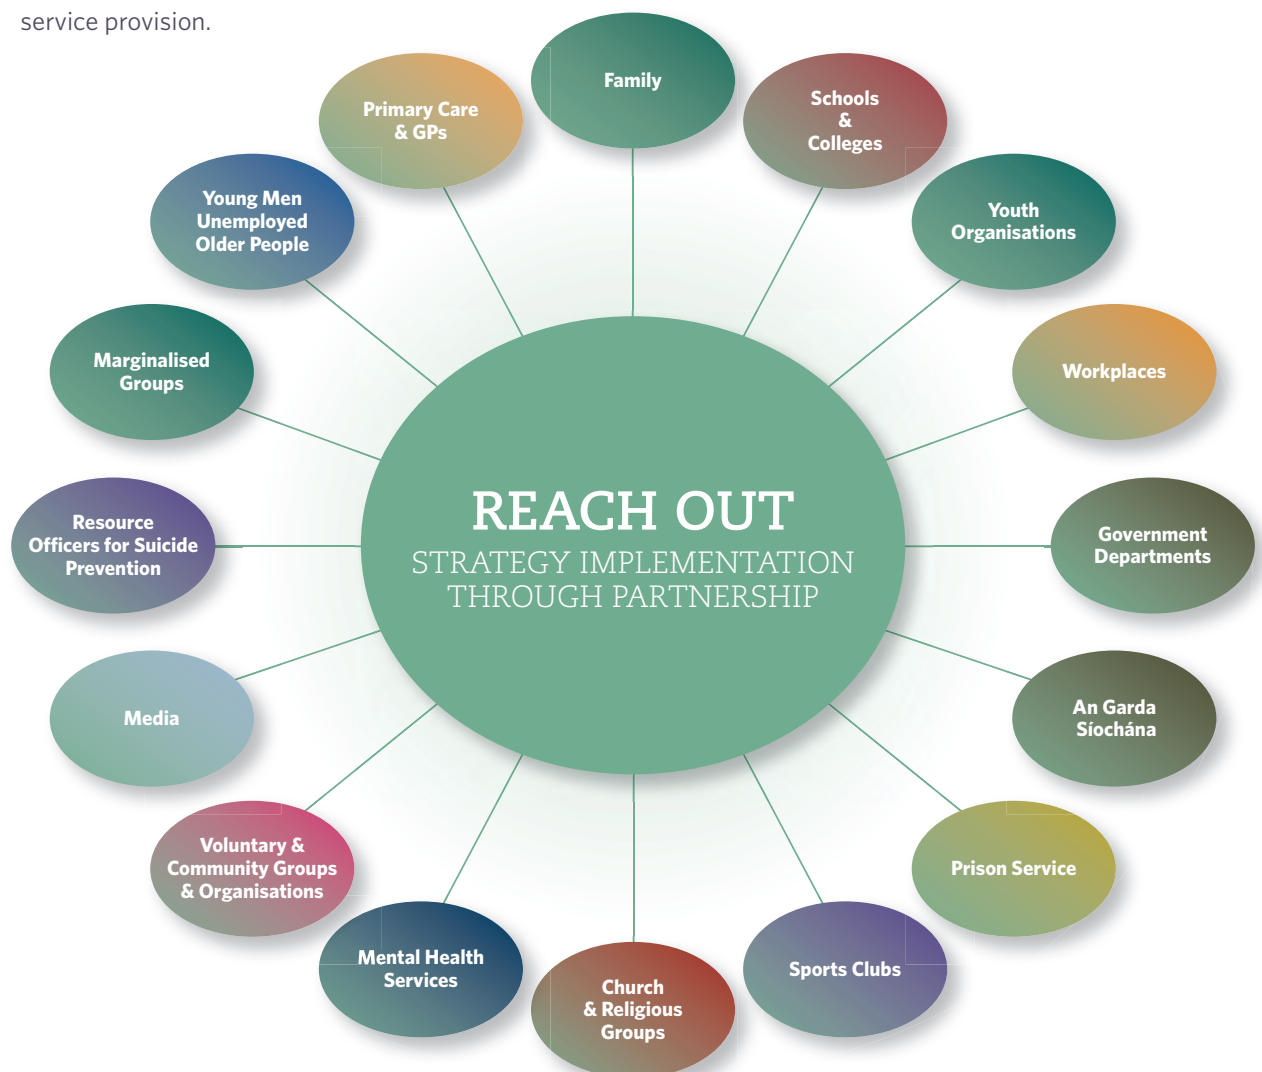 service provision.
Family
Schools
&
Colleges
Youth
Organisations
Workplaces
Government
Departments
An Garda
Síochána
Prison Service
Sports Clubs
Church
& Religious
Groups
Mental Health
Services
Voluntary &
Community Groups
& Organisations
Media
Resource
Officers for Suicide
Prevention
Marginalised
Groups
Young Men
Unemployed
Older People
Primary Care
& GPs
REACH OUT
STRATEGY IMPLEMENTATION
THROUGH PARTNERSHIP